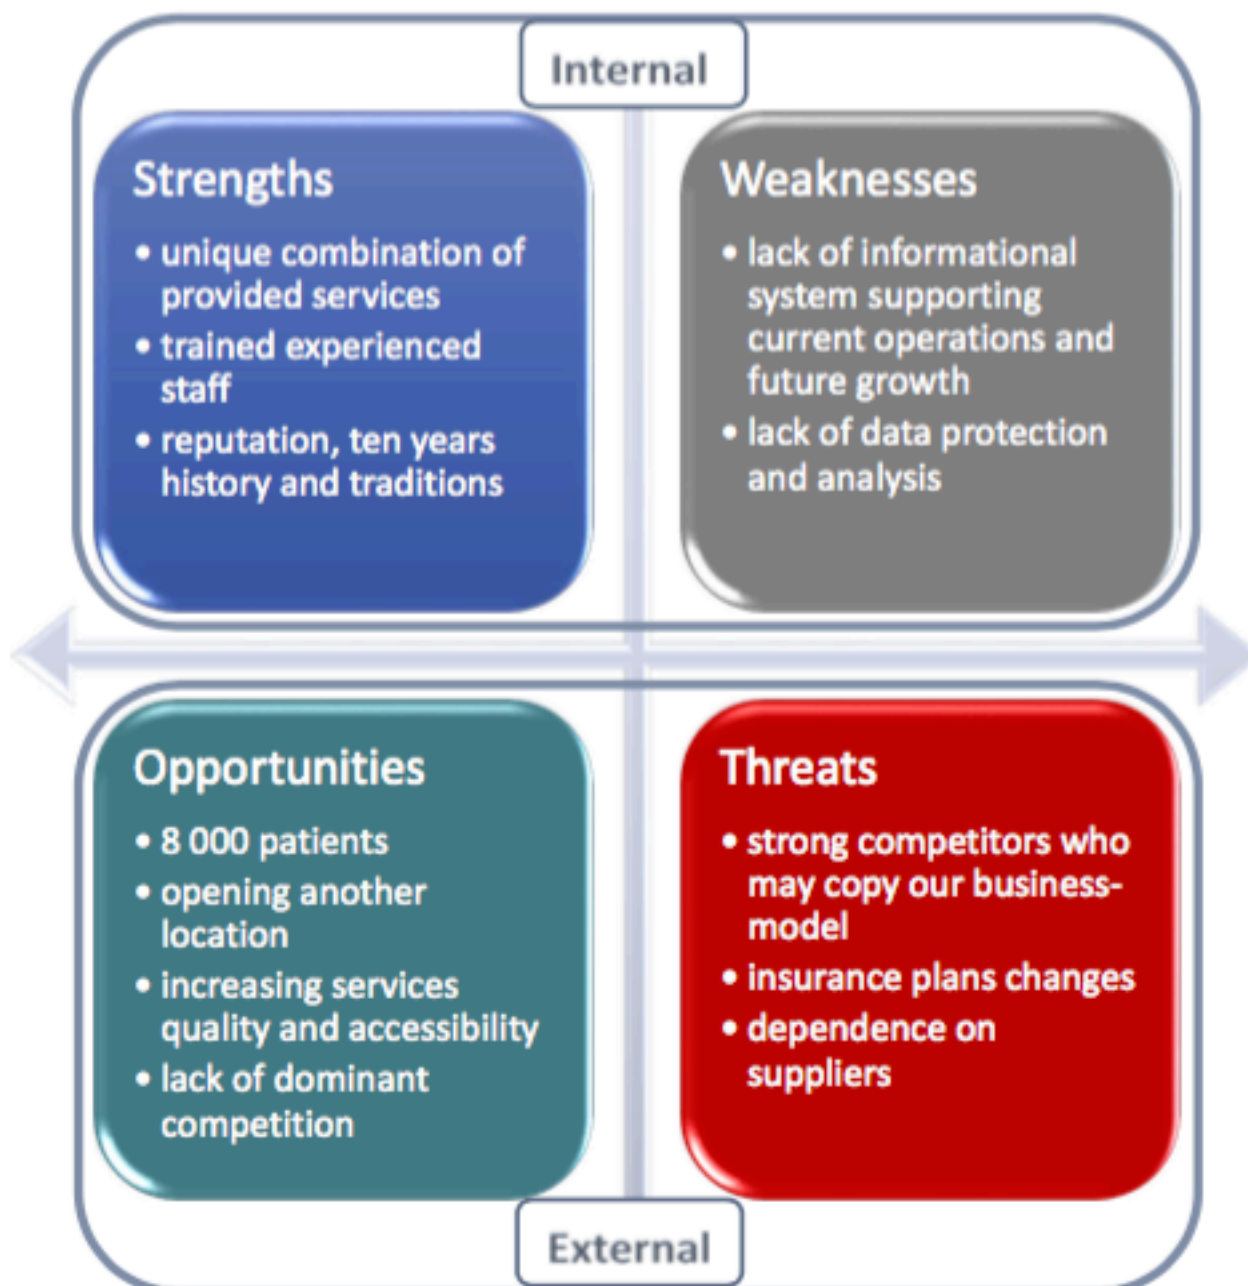 Internal
Strengths
• unique combination of
provided services
• trained experienced
staff
• reputation, ten years
history and traditions
Weaknesses
• lack of informational
system supporting
current operations and
future growth
• lack of data protection
and analysis
Opportunities
• 8 000 patients
• opening another
location
• increasing services
quality and accessibility
• lack of dominant
competition
Threats
• strong competitors who
may copy our business-
model
• insurance plans changes
• dependence on
suppliers
External